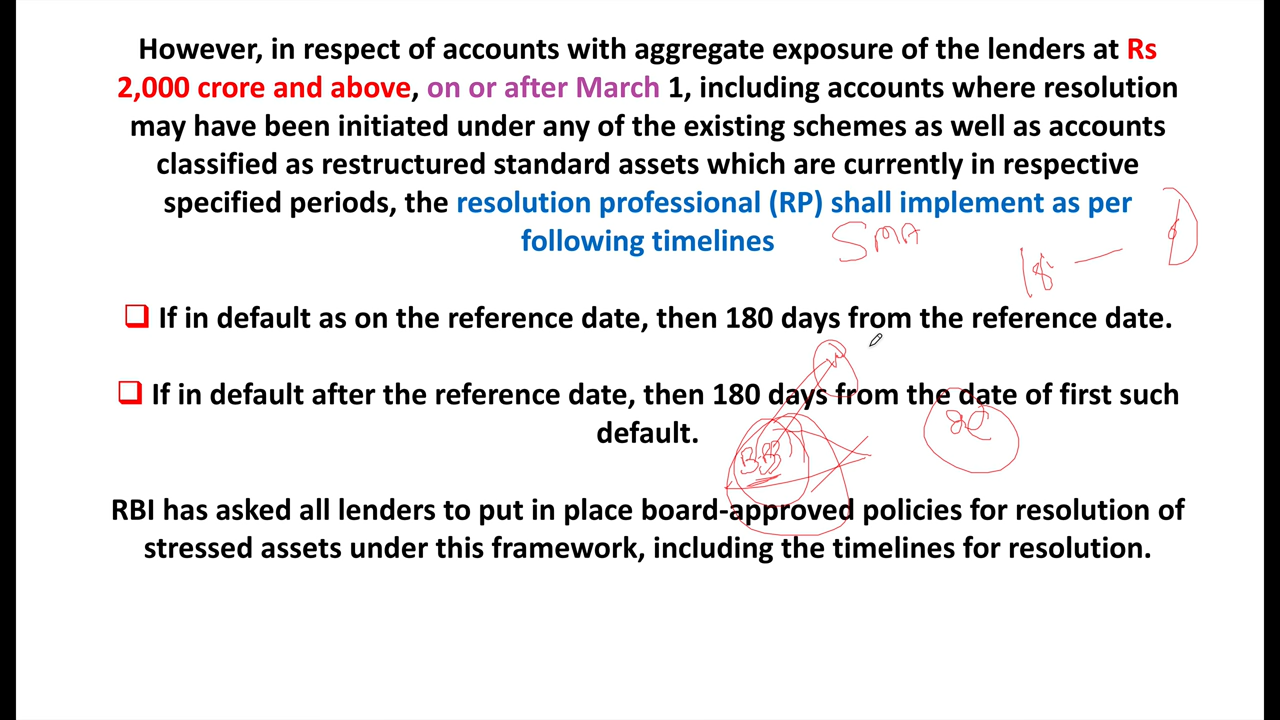 However, in respect of accounts with aggregate exposure of the lenders at Rs
2,000 crore and above, on or after March 1, including accounts where resolution
may have been initiated under any of the existing schemes as well as accounts
classified as restructured standard assets which are currently in respective
specified periods, the resolution professional (RP) shall implement as per
following timelines
SMA
If in default as on the reference date, then 180 days from the reference date.
If in default after the reference date, then 180 days from the date of first such
default.
RBI has asked all lenders to put in place board-approved policies for resolution of
stressed assets under this framework, including the timelines for resolution.